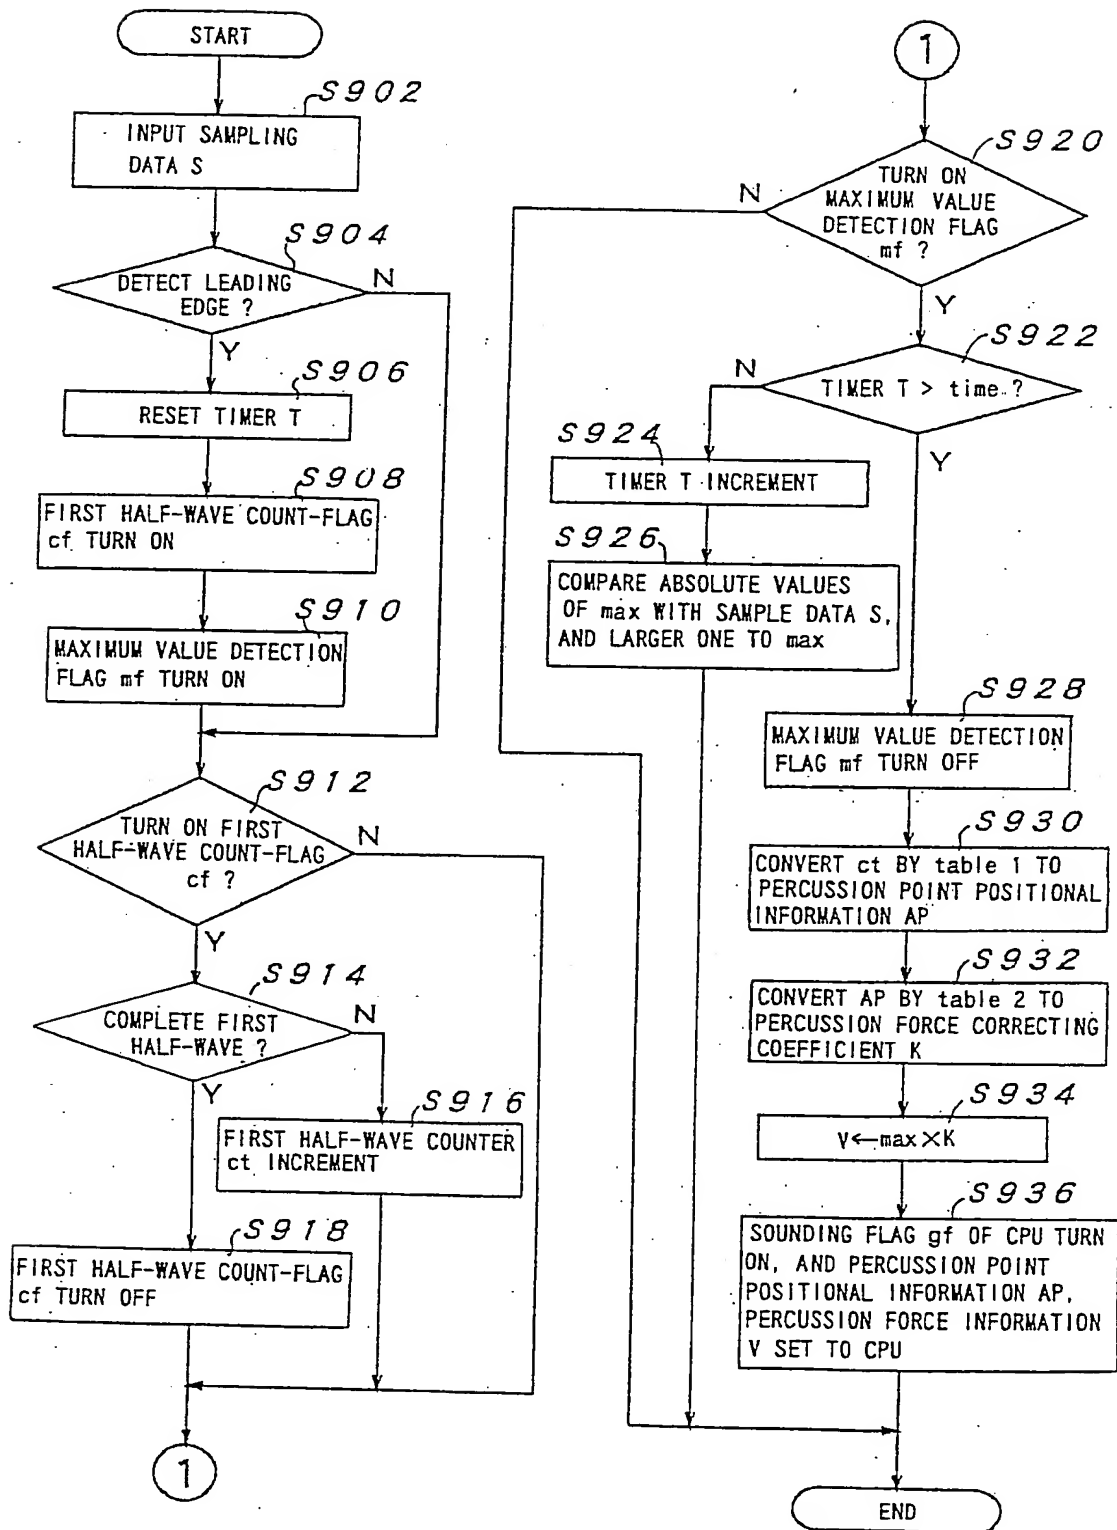 START
S902
INPUT SAMPLING
DATA S
S904
DETECT LEADING
EDGE ?
N
Y
S906
RESET TIMER T
S908
FIRST HALF-WAVE COUNT-FLAG
cf TURN ON
S910
MAXIMUM VALUE DETECTION
FLAG mf TURN ON
S912
TURN ON FIRST
HALF-WAVE COUNT-FLAG
cf ?
N
Y
S914
COMPLETE FIRST
HALF-WAVE ?
N
Y
S916
FIRST HALF-WAVE COUNTER
ct INCREMENT
S918
FIRST HALF-WAVE COUNT-FLAG
cf TURN OFF
1
1
S920
TURN ON
MAXIMUM VALUE
DETECTION FLAG
mf ?
N
Y
S922
TIMER T > time ?
N
Y
S924
TIMER T INCREMENT
S926
COMPARE ABSOLUTE VALUES
OF max WITH SAMPLE DATA S,
AND LARGER ONE TO max
S928
MAXIMUM VALUE DETECTION
FLAG mf TURN OFF
S930
CONVERT ct BY table 1 TO
PERCUSSION POINT POSITIONAL
INFORMATION AP
S932
CONVERT AP BY table 2 TO
PERCUSSION FORCE CORRECTING
COEFFICIENT K
S934
V←max×K
S936
SOUNDING FLAG gf OF CPU TURN
ON, AND PERCUSSION POINT
POSITIONAL INFORMATION AP,
PERCUSSION FORCE INFORMATION
V SET TO CPU
END